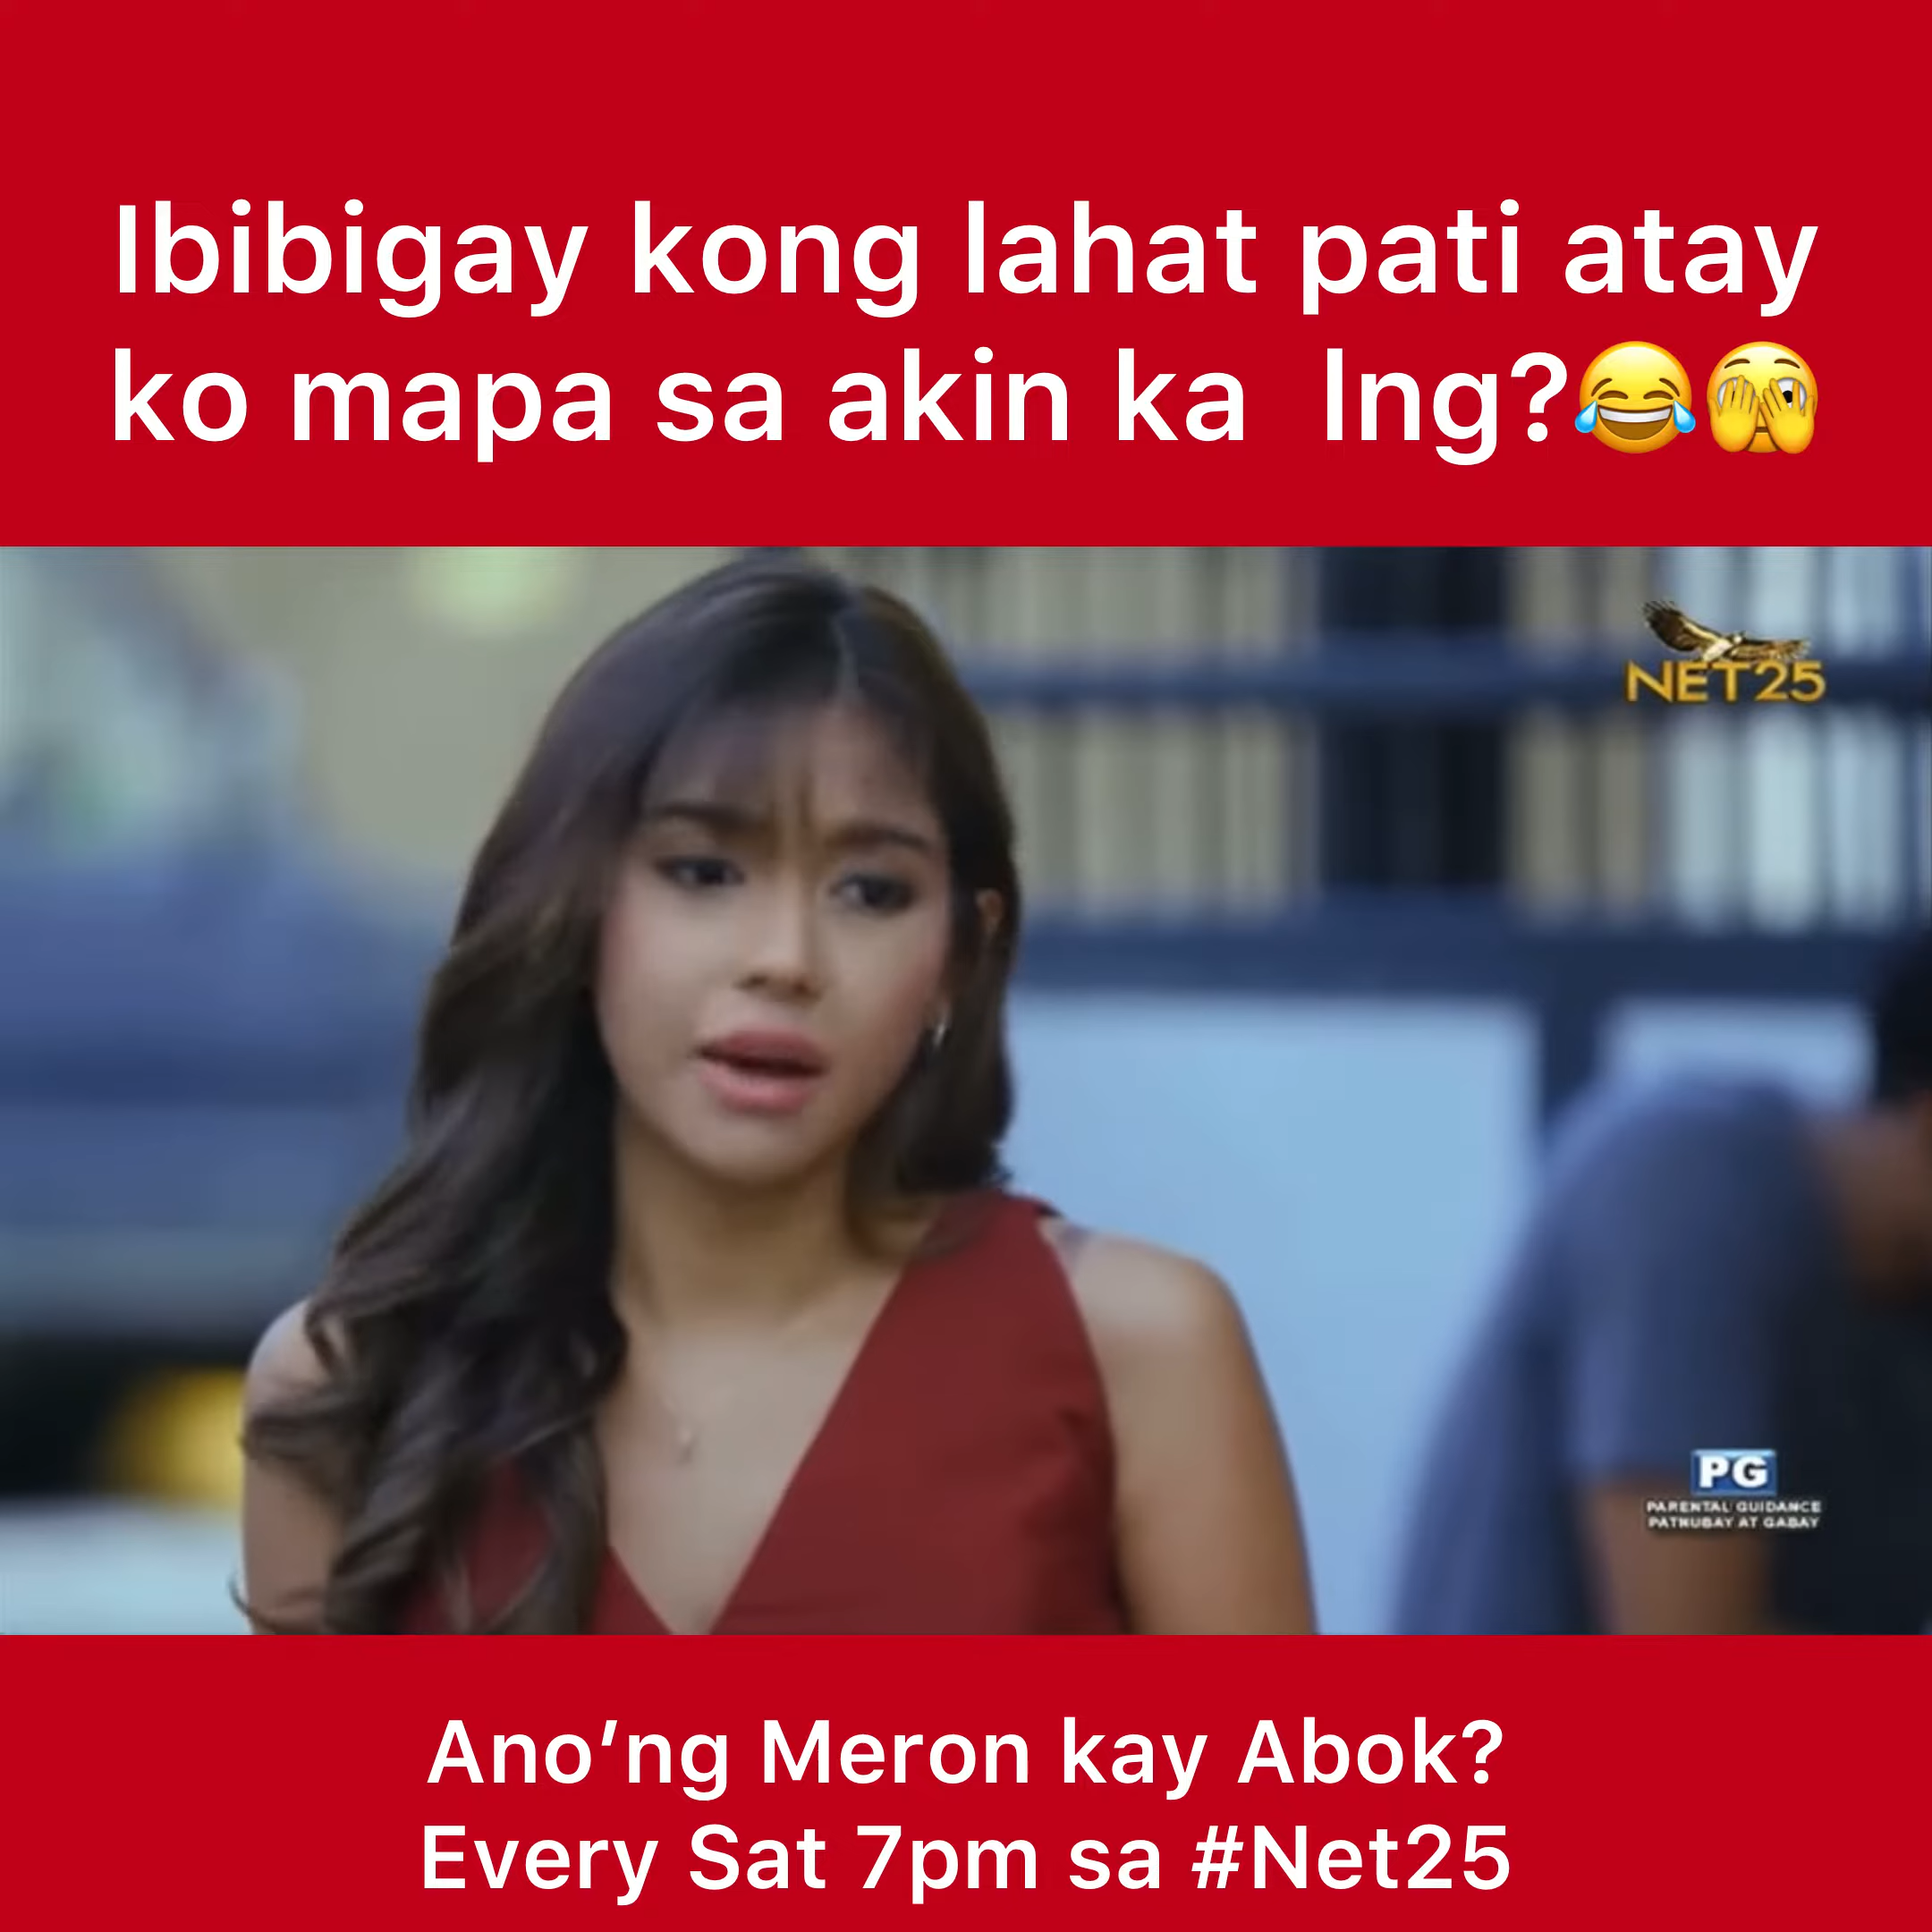 Ibibigay kong lahat pati atay
ko mapa sa akin ka  lng?😂🫣
NET25
PG
PARENTAL GUIDANCE
PATNUBAY AT GABAY
Ano’ng Meron kay Abok?
Every Sat 7pm sa #Net25